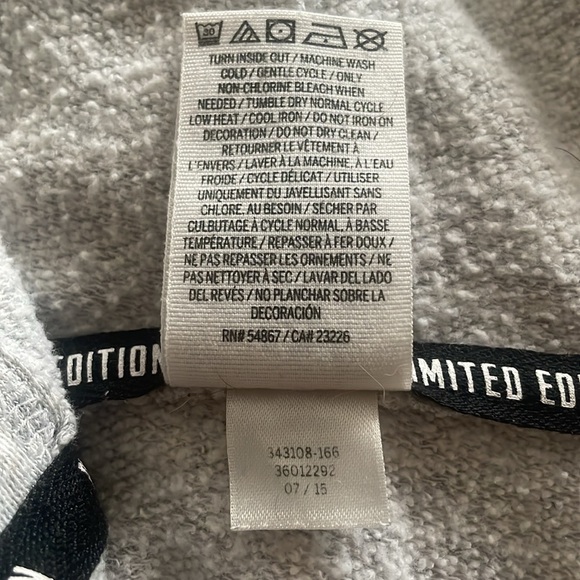 30
TURN INSIDE OUT / MACHINE WASH
COLD / GENTLE CYCLE / ONLY
NON-CHLORINE BLEACH WHEN
NEEDED / TUMBLE DRY NORMAL CYCLE
LOW HEAT / COOL IRON / DO NOT IRON ON
DECORATION / DO NOT DRY CLEAN /
RETOURNER LE VÊTEMENT À
L'ENVERS / LAVER À LA MACHINE, À L'EAU
FROIDE / CYCLE DÉLICAT / UTILISER
UNIQUEMENT DU JAVELLISANT SANS
CHLORE, AU BESOIN / SÉCHER PAR
CULBUTAGE À CYCLE NORMAL, À BASSE
TEMPÉRATURE / REPASSER À FER DOUX /
NE PAS REPASSER LES ORNEMENTS / NE
PAS NETTOYER À SEC / LAVAR DEL LADO
DEL REVÉS / NO PLANCHAR SOBRE LA
DECORACIÓN
RN# 54867 / CA# 23226
EDITION
IMITED EDI
343108-166
36012292
07 / 15